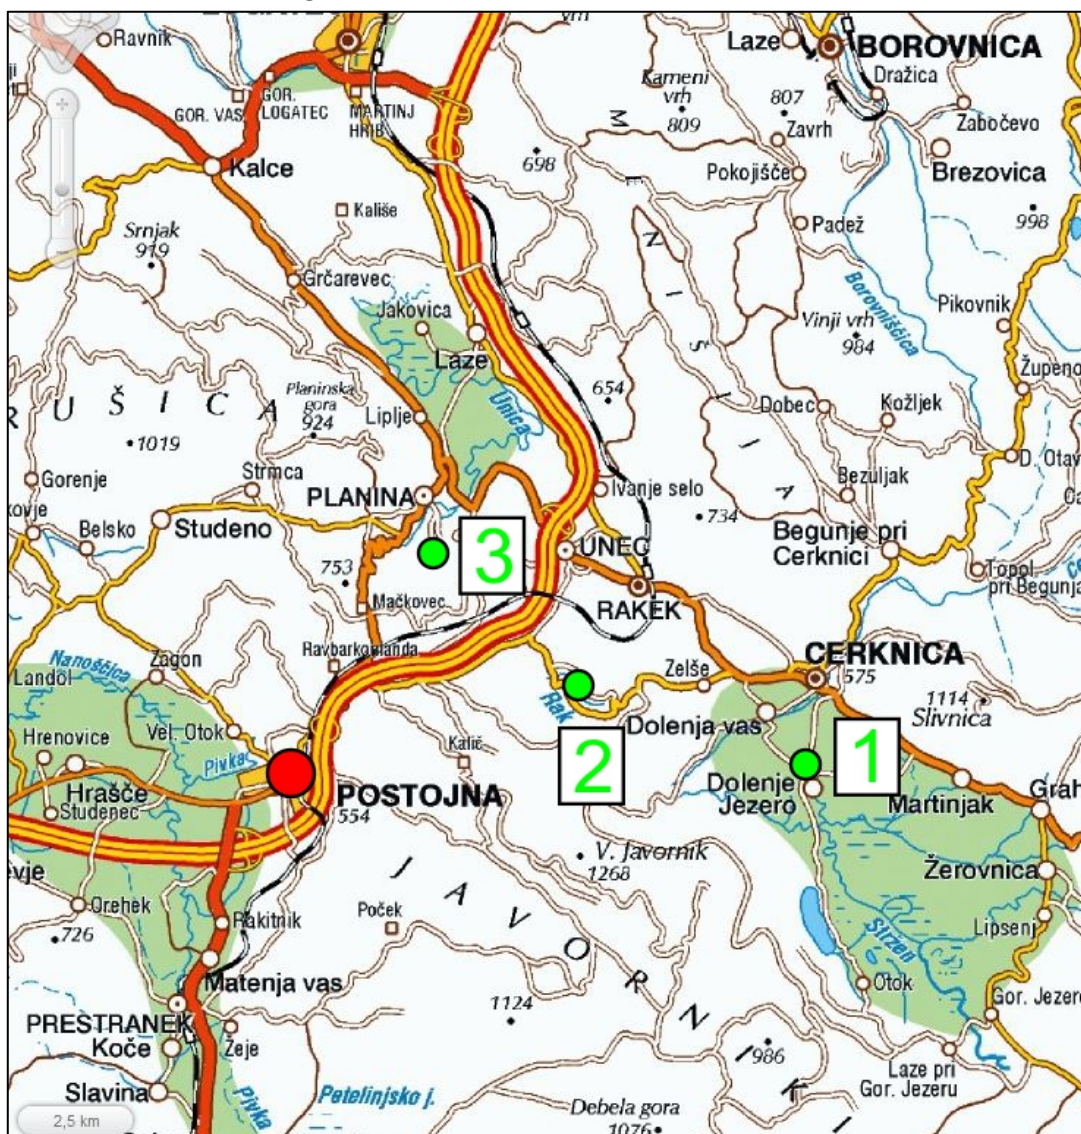 Ravnik
Laze
BOROVNICA
Dražica
Kameni
vrh
809
807
Zavrh
Zabočevo
GOR. VAS
GOR.
LOGATEC
MARTINJ
HRIB
Kalce
698
Pokojišče
Brezovica
Kališe
Padež
998
Srnjak
919
M E N I Š I J A
Grčarevec
Borovniščica
Pikovnik
Jakovica
Vinji vrh
984
Laze
Župeno
R U Š I C A
Planinska
gora
924
Unica
654
Dobec
Kožljek
Liplje
1019
D. Otav
Gorenje
Strmca
Bezuljak
PLANINA
Ivanje selo
Studeno
734
Begunje pri
Cerknici
Belsko
3
UNEC
753
Topol
pri Begunja
Mačkovec
RAKEK
Ravbarkomanda
CERKNICA
575
Nanoščica
Zagon
Landol
Zelše
1114
Slivnica
Rak
Dolenja vas
Vel. Otok
Hrenovice
Kalič
Pivka
2
1
Hrašče
Dolenje
Jezero
Studenec
POSTOJNA
554
Martinjak
Grah
V. Javornik
1268
Žerovnica
Orehek
Poček
J A V O R N I K I
726
Rakitnik
Lipsenj
Stržen
Matenja vas
Otok
1124
Gor. Jezero
PRESTRANEK
Koče
Žeje
986
Laze pri
Gor. Jezeru
Slavina
Pivka
Petelinjsko j.
Debela gora
1076
2,5 km